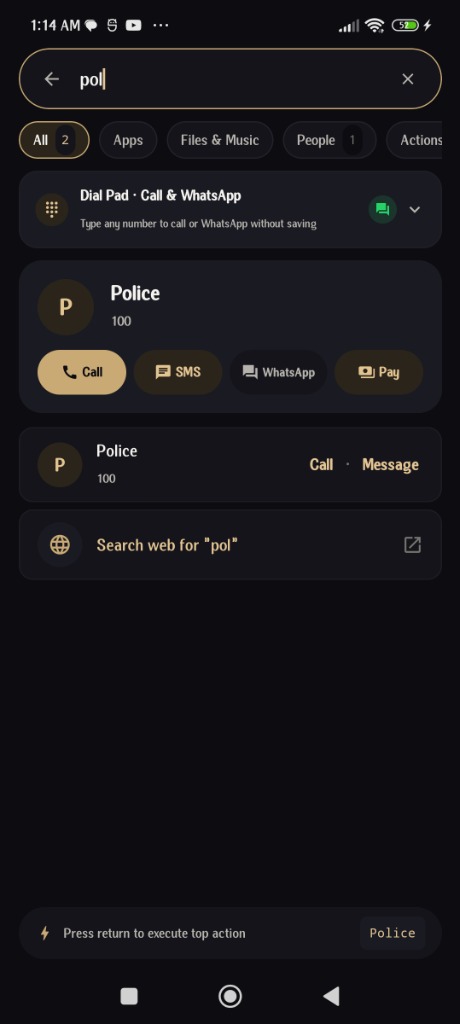 1:14 AM
52
pol
All 2
Apps
Files & Music
People 1
Actions
Dial Pad · Call & WhatsApp
Type any number to call or WhatsApp without saving
P
Police
100
Call
SMS
WhatsApp
Pay
P
Police
100
Call · Message
Search web for "pol"
Press return to execute top action
Police